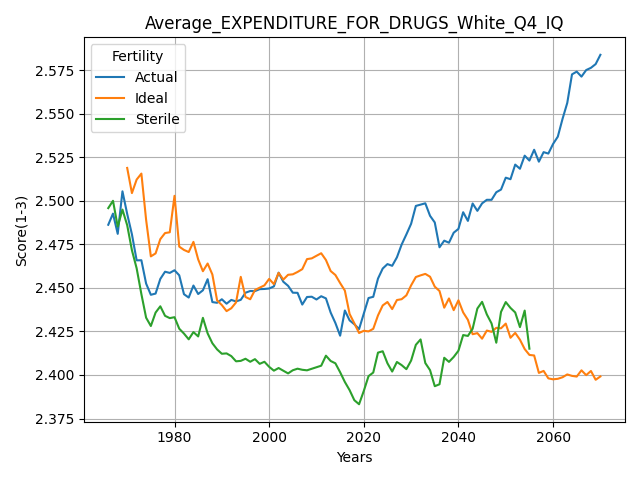 Average_EXPENDITURE_FOR_DRUGS_White_Q4_IQ
Fertility
Actual
Ideal
Sterile
2.575
2.550
2.525
2.500
2.475
2.450
2.425
2.400
2.375
Score(1-3)
1980
2000
2020
2040
2060
Years